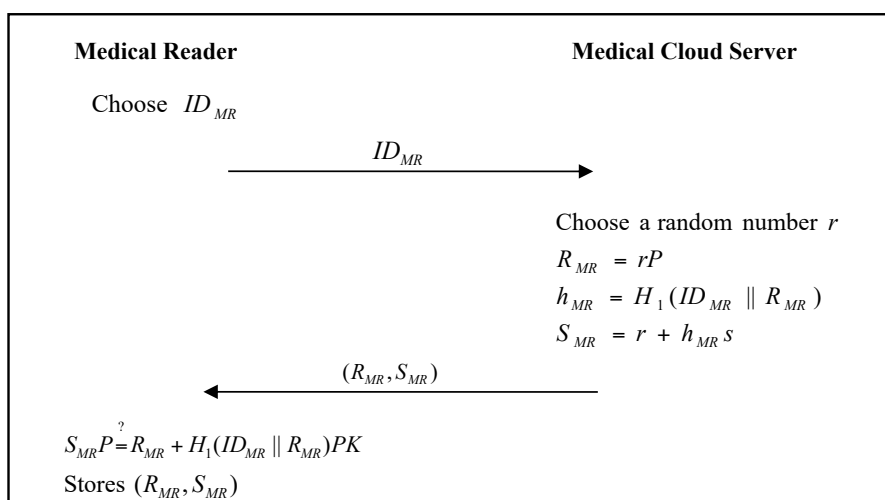 Medical Reader Medical Cloud Server
Choose ID_MR
ID_MR
Choose a random number r
R_MR = rP
h_MR = H_1(ID_MR || R_MR)
S_MR = r + h_MR s
(R_MR, S_MR)
S_MR P ?= R_MR + H_1(ID_MR || R_MR)PK
Stores (R_MR, S_MR)